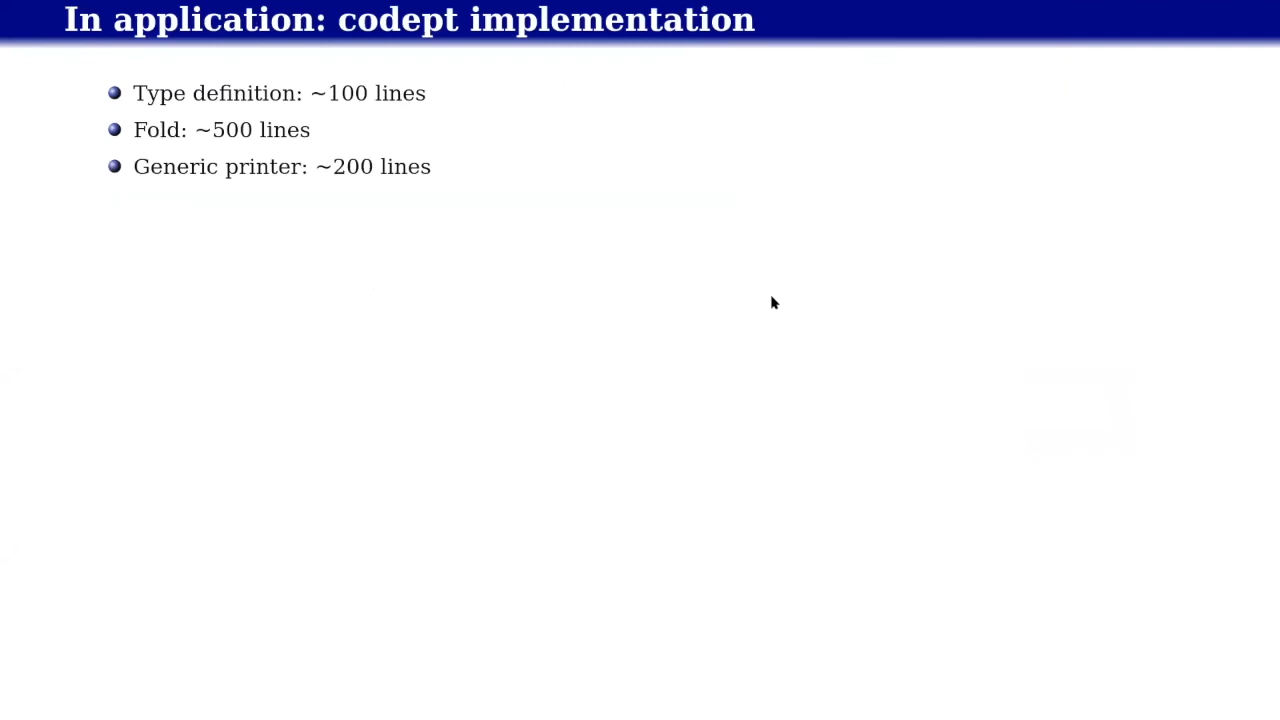 In application: codept implementation
Type definition: ~100 lines
Fold: ~500 lines
Generic printer: ~200 lines